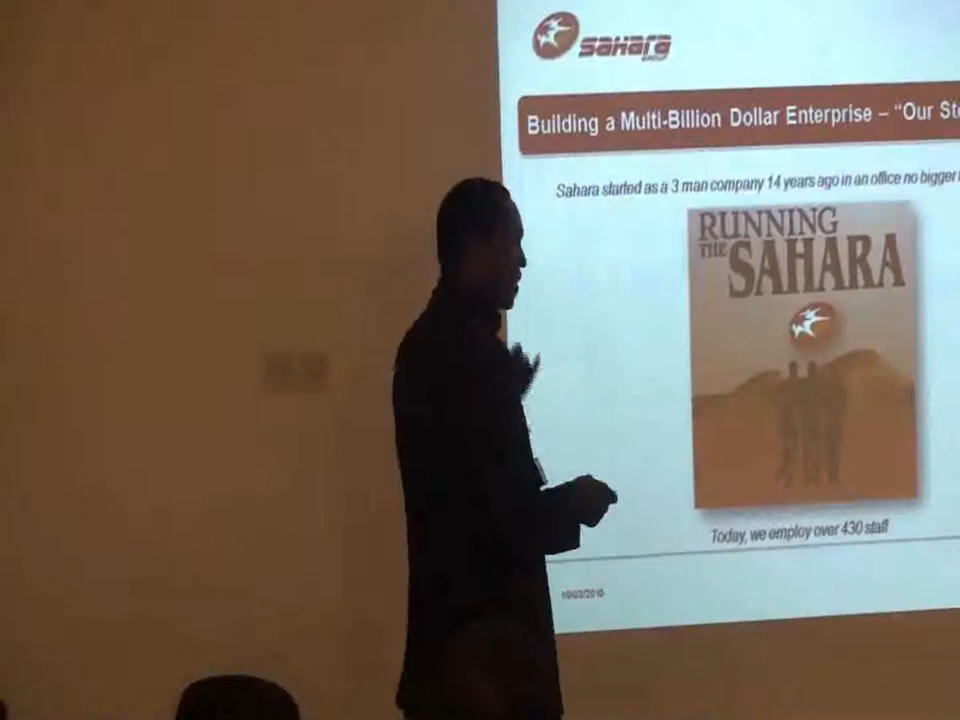 sahara
GROUP
Building a Multi-Billion Dollar Enterprise – “Our
Sahara started as a 3 man company 14 years ago in an office no bigger
RUNNING
THE SAHARA
Today, we employ over 430 staff